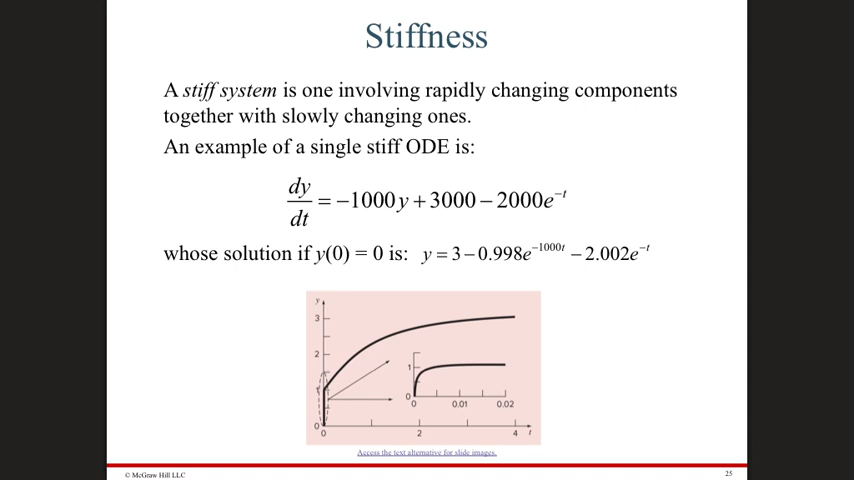 Stiffness
A stiff system is one involving rapidly changing components
together with slowly changing ones.
An example of a single stiff ODE is:
dy/dt = −1000y + 3000 − 2000e^−t
whose solution if y(0) = 0 is: y = 3 − 0.998e^−1000t − 2.002e^−t
y
3
2
1
0
0 2 4 t
1
0
0 0.01 0.02
Access the text alternative for slide images.
© McGraw Hill LLC
25